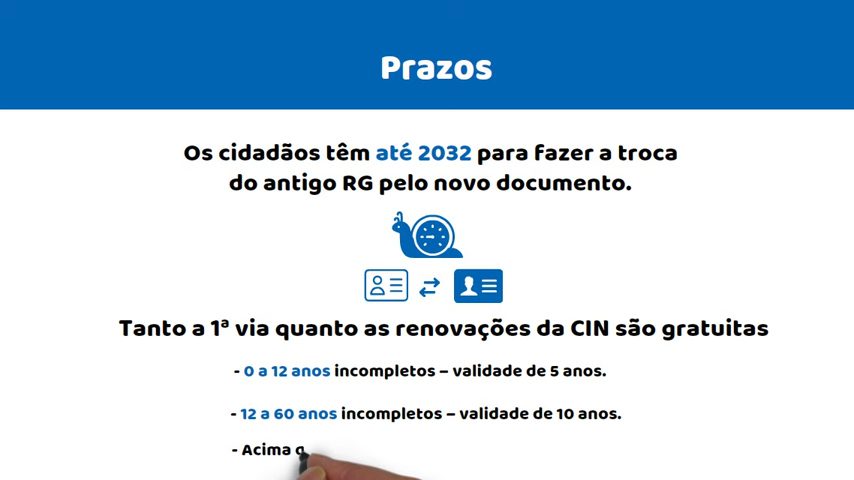 Prazos
Os cidadãos têm até 2032 para fazer a troca
do antigo RG pelo novo documento.
Tanto a 1ª via quanto as renovações da CIN são gratuitas
- 0 a 12 anos incompletos – validade de 5 anos.
- 12 a 60 anos incompletos – validade de 10 anos.
- Acima